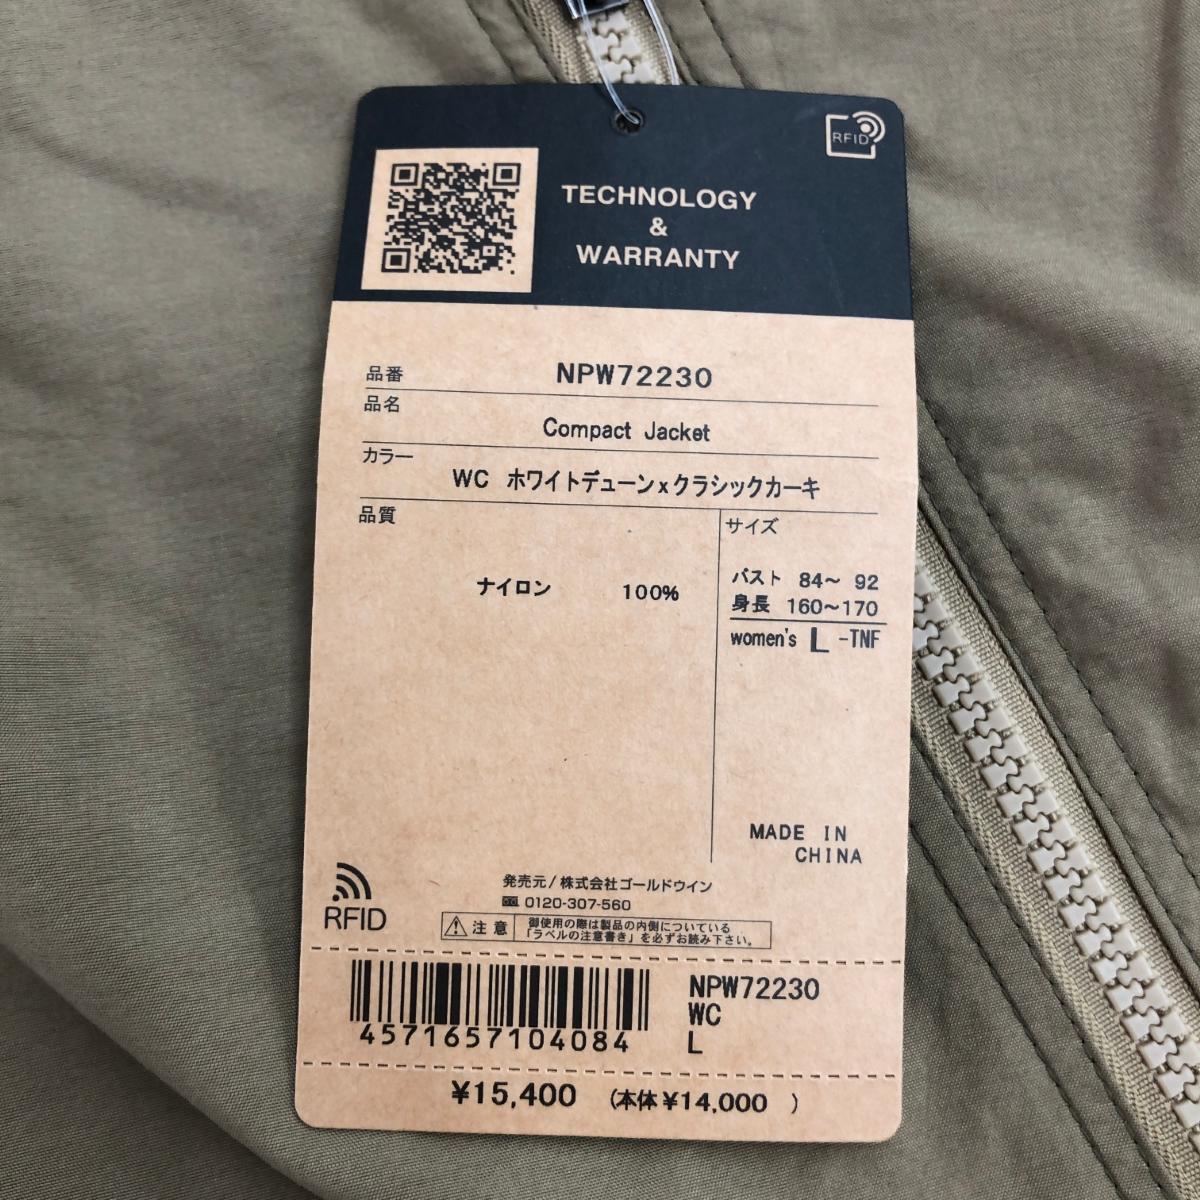 RFID
TECHNOLOGY
&
WARRANTY
品番 NPW72230
品名
Compact Jacket
カラー
WC ホワイトデューンxクラシックカーキ
品質
サイズ
ナイロン 100%
バスト 84〜 92
身長 160〜170
women's L -TNF
MADE IN
CHINA
発売元/株式会社ゴールドウイン
0120-307-560
RFID
注意
御使用の際は製品の内側についている
「ラベルの注意書き」を必ずお読み下さい。
4571657104084
NPW72230
WC
L
¥15,400 (本体¥14,000 )